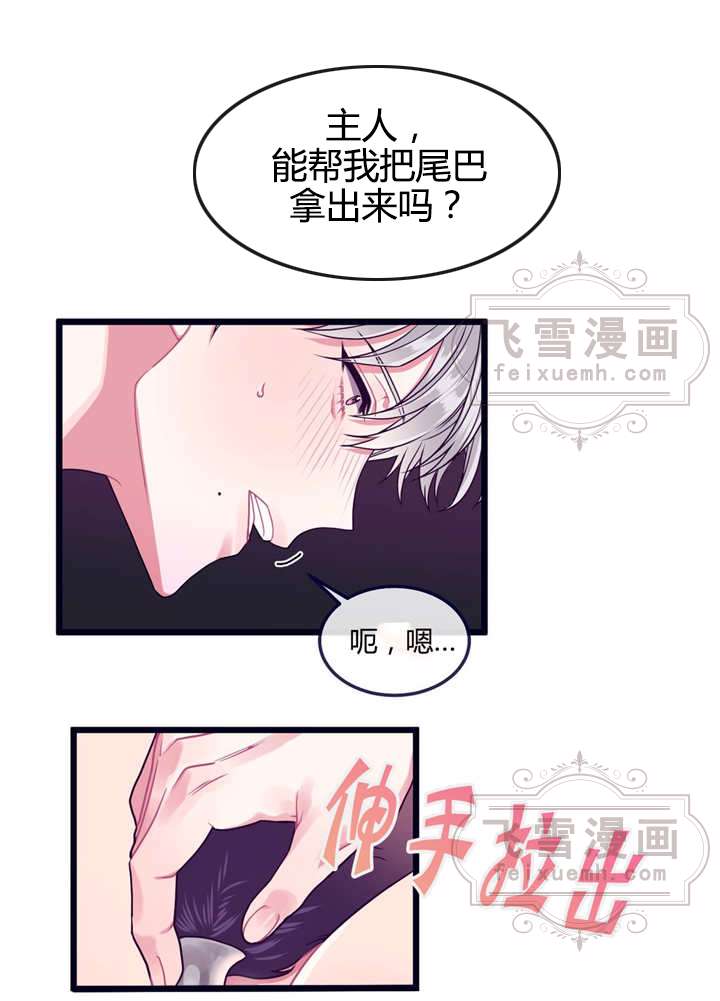 主人，
能帮我把尾巴
拿出来吗？
飞雪漫画
feixuemh.com
呃，嗯…
伸手拉出
飞雪漫画
feixuemh.com